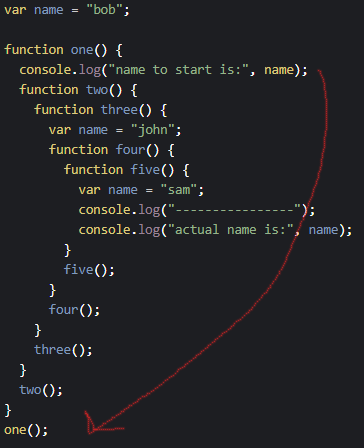 var name = "bob";

function one() {
  console.log("name to start is:", name);
  function two() {
    function three() {
      var name = "john";
      function four() {
        function five() {
          var name = "sam";
          console.log("----------------");
          console.log("actual name is:", name);
        }
        five();
      }
      four();
    }
    three();
  }
  two();
}
one();